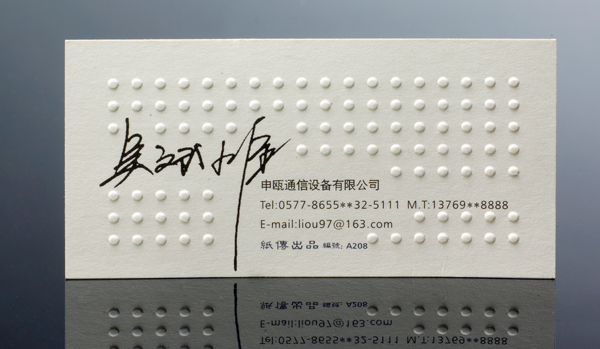 申瓯通信设备有限公司
Tel:0577-8655**32-5111 M.T:13769**8888
E-mail:liou97@163.com
紙傳出品 編號: A208